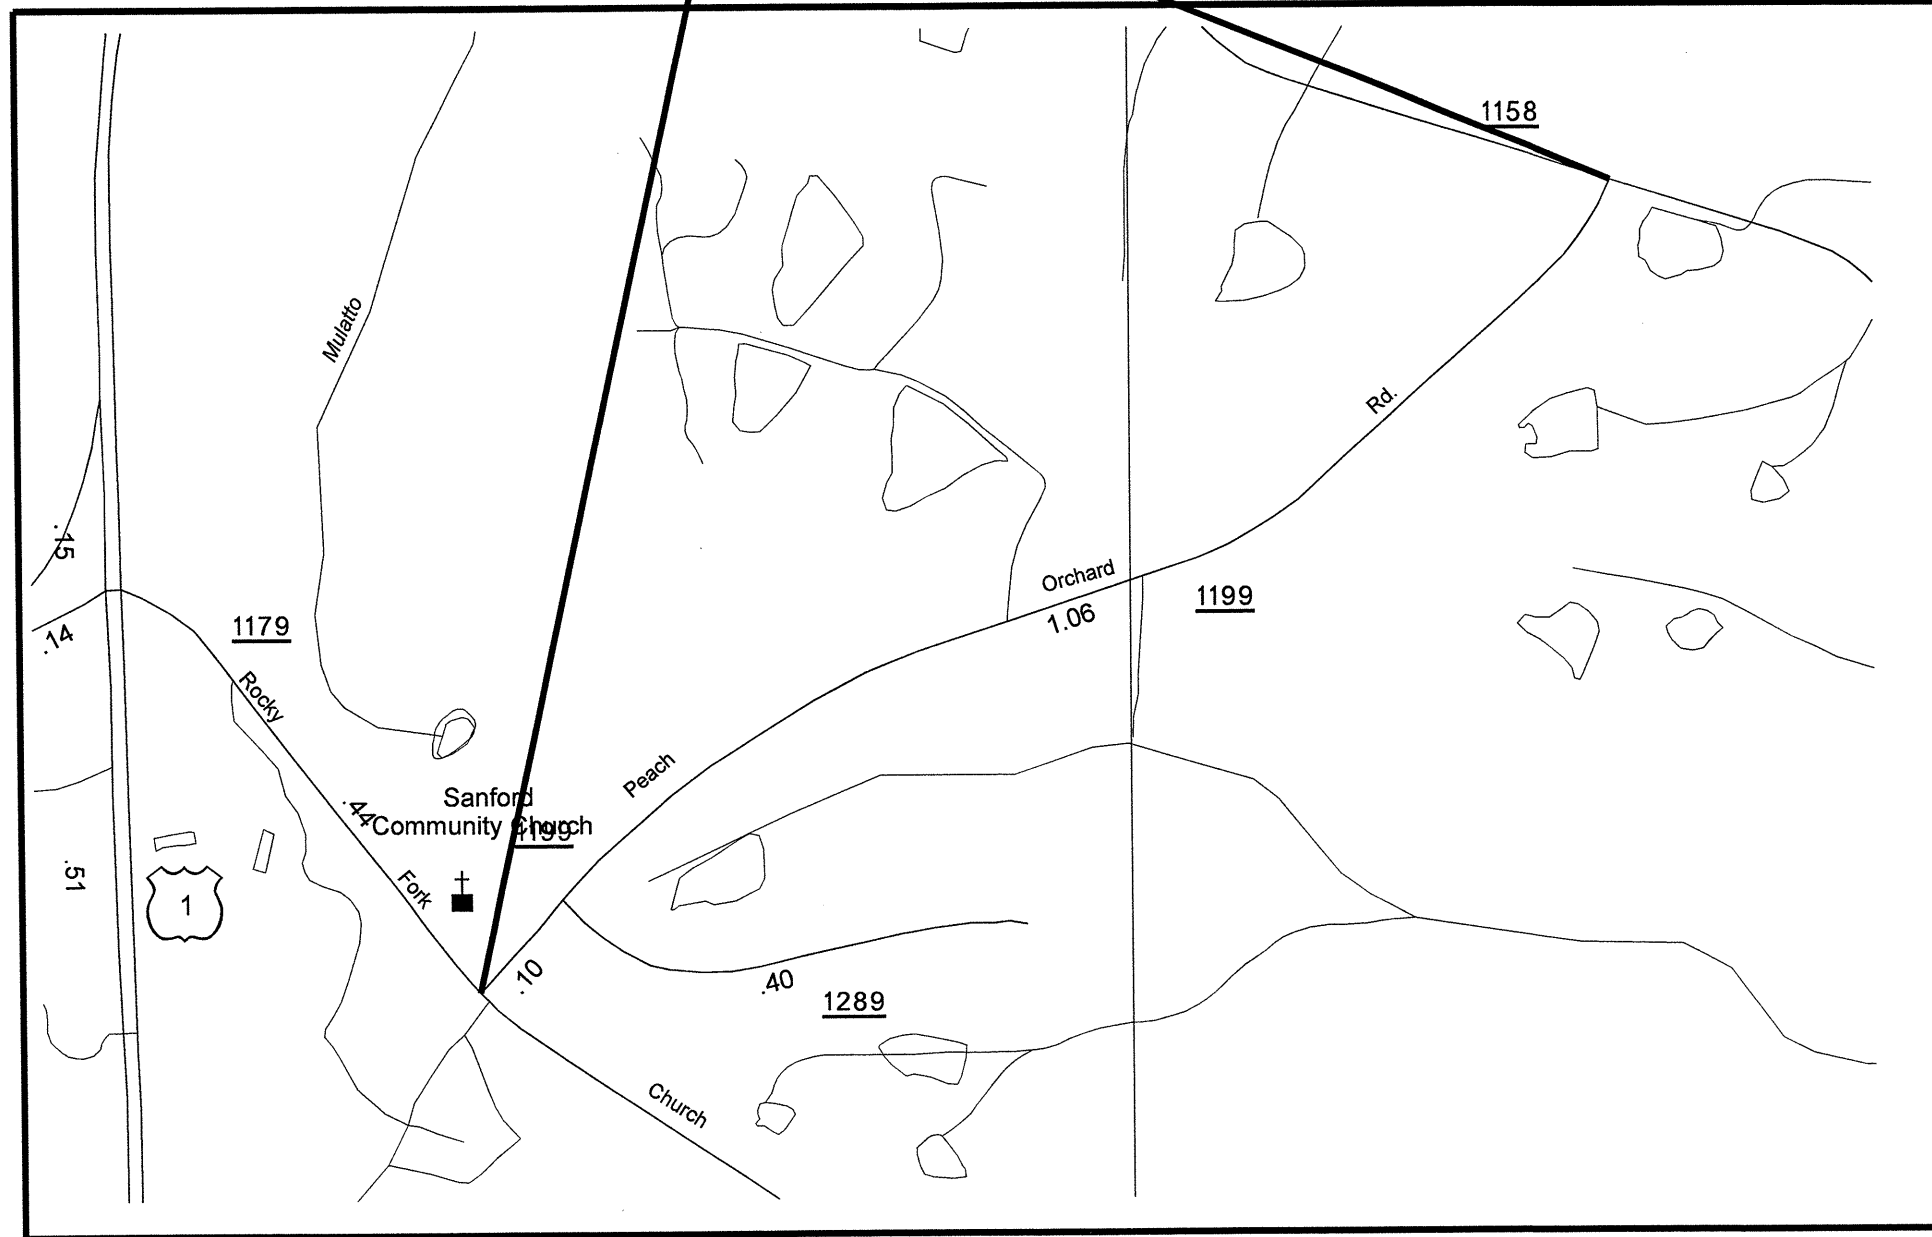 1158
Mulatto
Rd.
.15
Orchard
1.06
1199
.14
1179
Rocky
Peach
.44
Sanford
Community Church
1199
.51
1
Fork
.10
.40
1289
Church